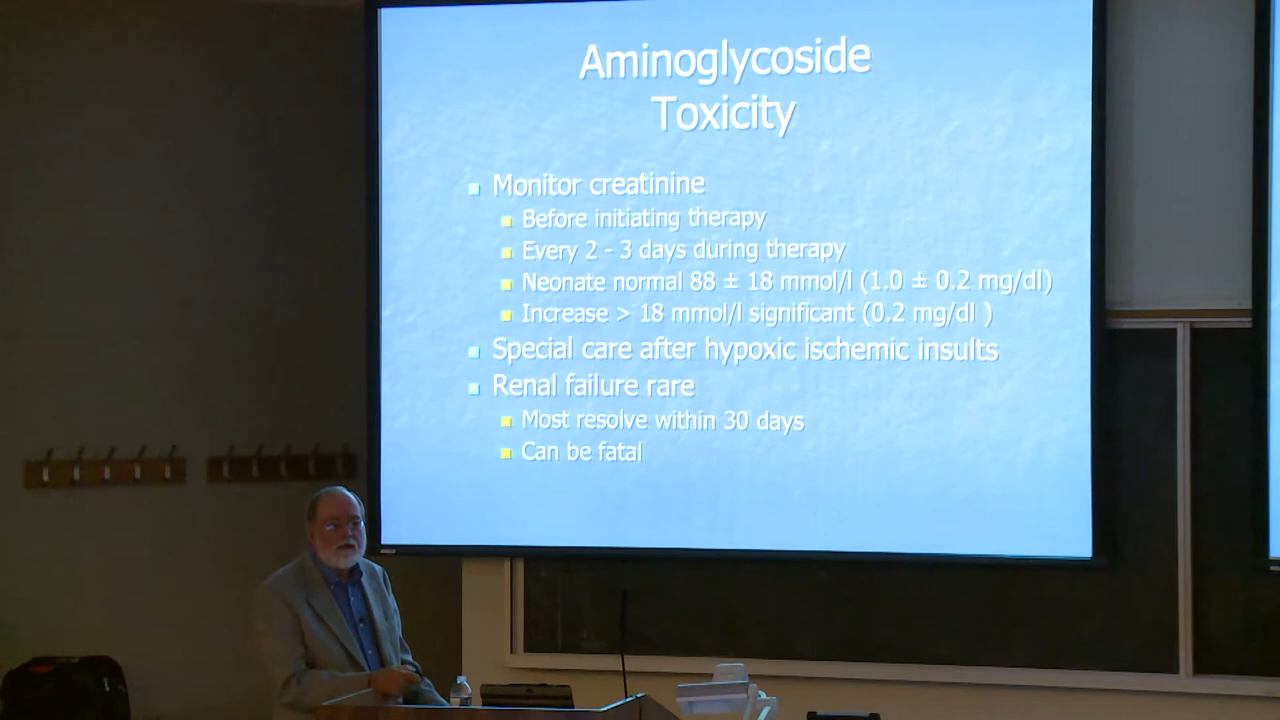 Aminoglycoside
Toxicity
Monitor creatinine
Before initiating therapy
Every 2 - 3 days during therapy
Neonate normal 88 ± 18 mmol/l (1.0 ± 0.2 mg/dl)
Increase > 18 mmol/l significant (0.2 mg/dl )
Special care after hypoxic ischemic insults
Renal failure rare
Most resolve within 30 days
Can be fatal